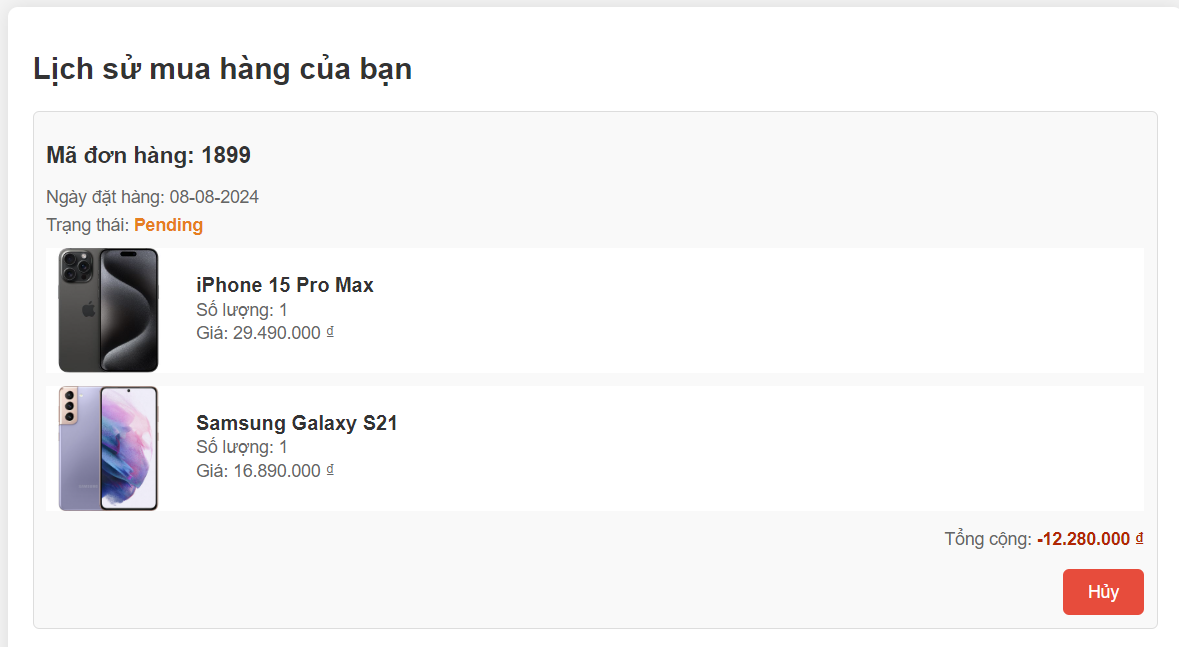 Lịch sử mua hàng của bạn
Mã đơn hàng: 1899
Ngày đặt hàng: 08-08-2024
Trạng thái: Pending
iPhone 15 Pro Max
Số lượng: 1
Giá: 29.490.000 ₫
Samsung Galaxy S21
Số lượng: 1
Giá: 16.890.000 ₫
Tổng cộng: -12.280.000 ₫
Hủy